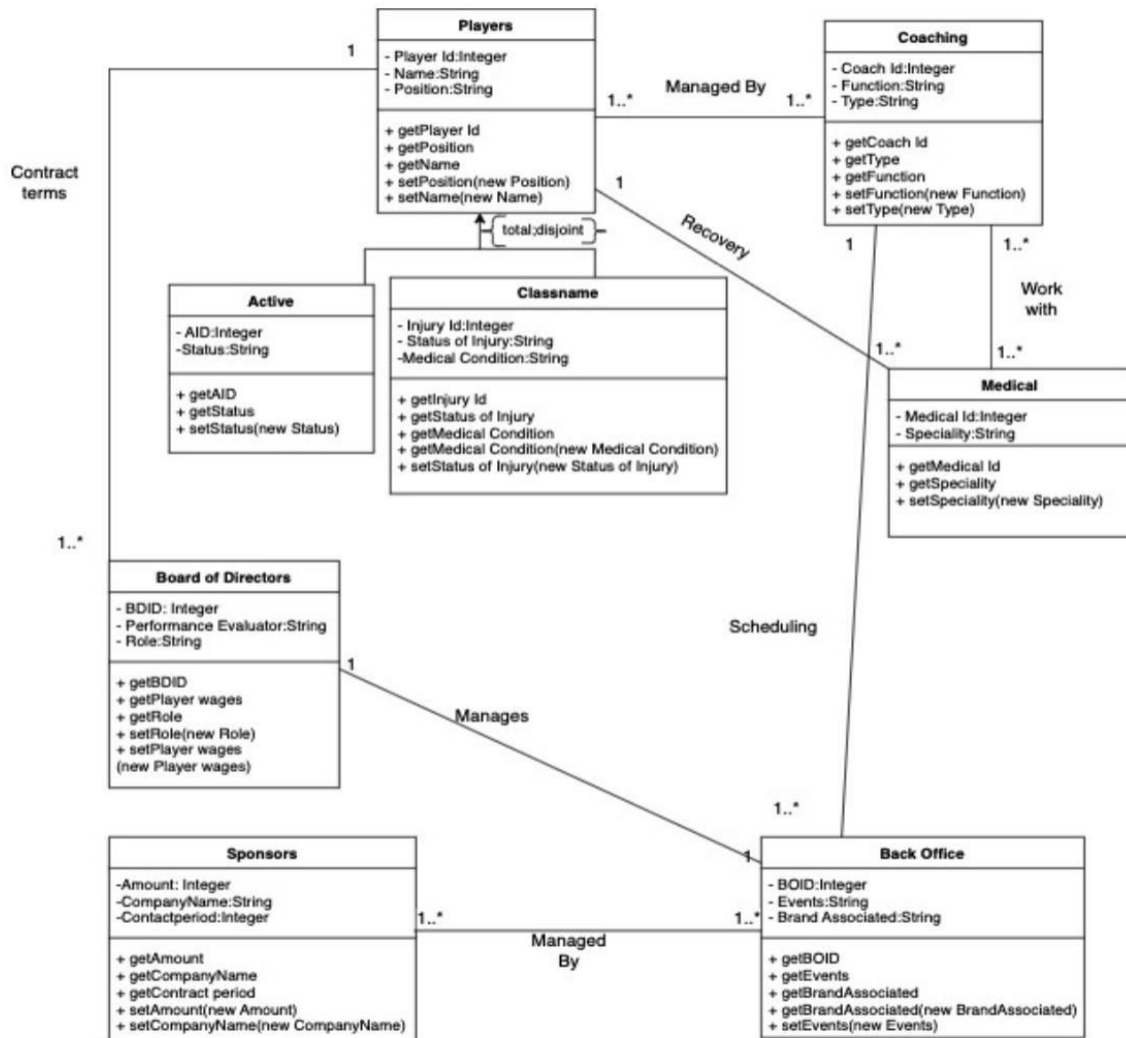 Players
- Player Id:Integer
- Name:String
- Position:String
+ getPlayer Id
+ getPosition
+ getName
+ setPosition(new Position)
+ setName(new Name)
1
1..*
Managed By
1..*
Coaching
- Coach Id:Integer
- Function:String
- Type:String
+ getCoach Id
+ getType
+ getFunction
+ setFunction(new Function)
+ setType(new Type)
Contract
terms
1
Recovery
total;disjoint
1
1..*
Work
with
1..*
1..*
Active
- AID:Integer
-Status:String
+ getAID
+ getStatus
+ setStatus(new Status)
Classname
- Injury Id:Integer
- Status of Injury:String
-Medical Condition:String
+ getInjury Id
+ getStatus of Injury
+ getMedical Condition
+ getMedical Condition(new Medical Condition)
+ setStatus of Injury(new Status of Injury)
Medical
- Medical Id:Integer
- Speciality:String
+ getMedical Id
+ getSpeciality
+ setSpeciality(new Speciality)
1..*
Board of Directors
- BDID: Integer
- Performance Evaluator:String
- Role:String
+ getBDID
+ getPlayer wages
+ getRole
+ setRole(new Role)
+ setPlayer wages
(new Player wages)
1
Manages
Scheduling
1..*
1
Sponsors
-Amount: Integer
-CompanyName:String
-Contactperiod:Integer
+ getAmount
+ getCompanyName
+ getContract period
+ setAmount(new Amount)
+ setCompanyName(new CompanyName)
1..*
Managed
By
1..*
Back Office
- BOID:Integer
- Events:String
- Brand Associated:String
+ getBOID
+ getEvents
+ getBrandAssociated
+ getBrandAssociated(new BrandAssociated)
+ setEvents(new Events)